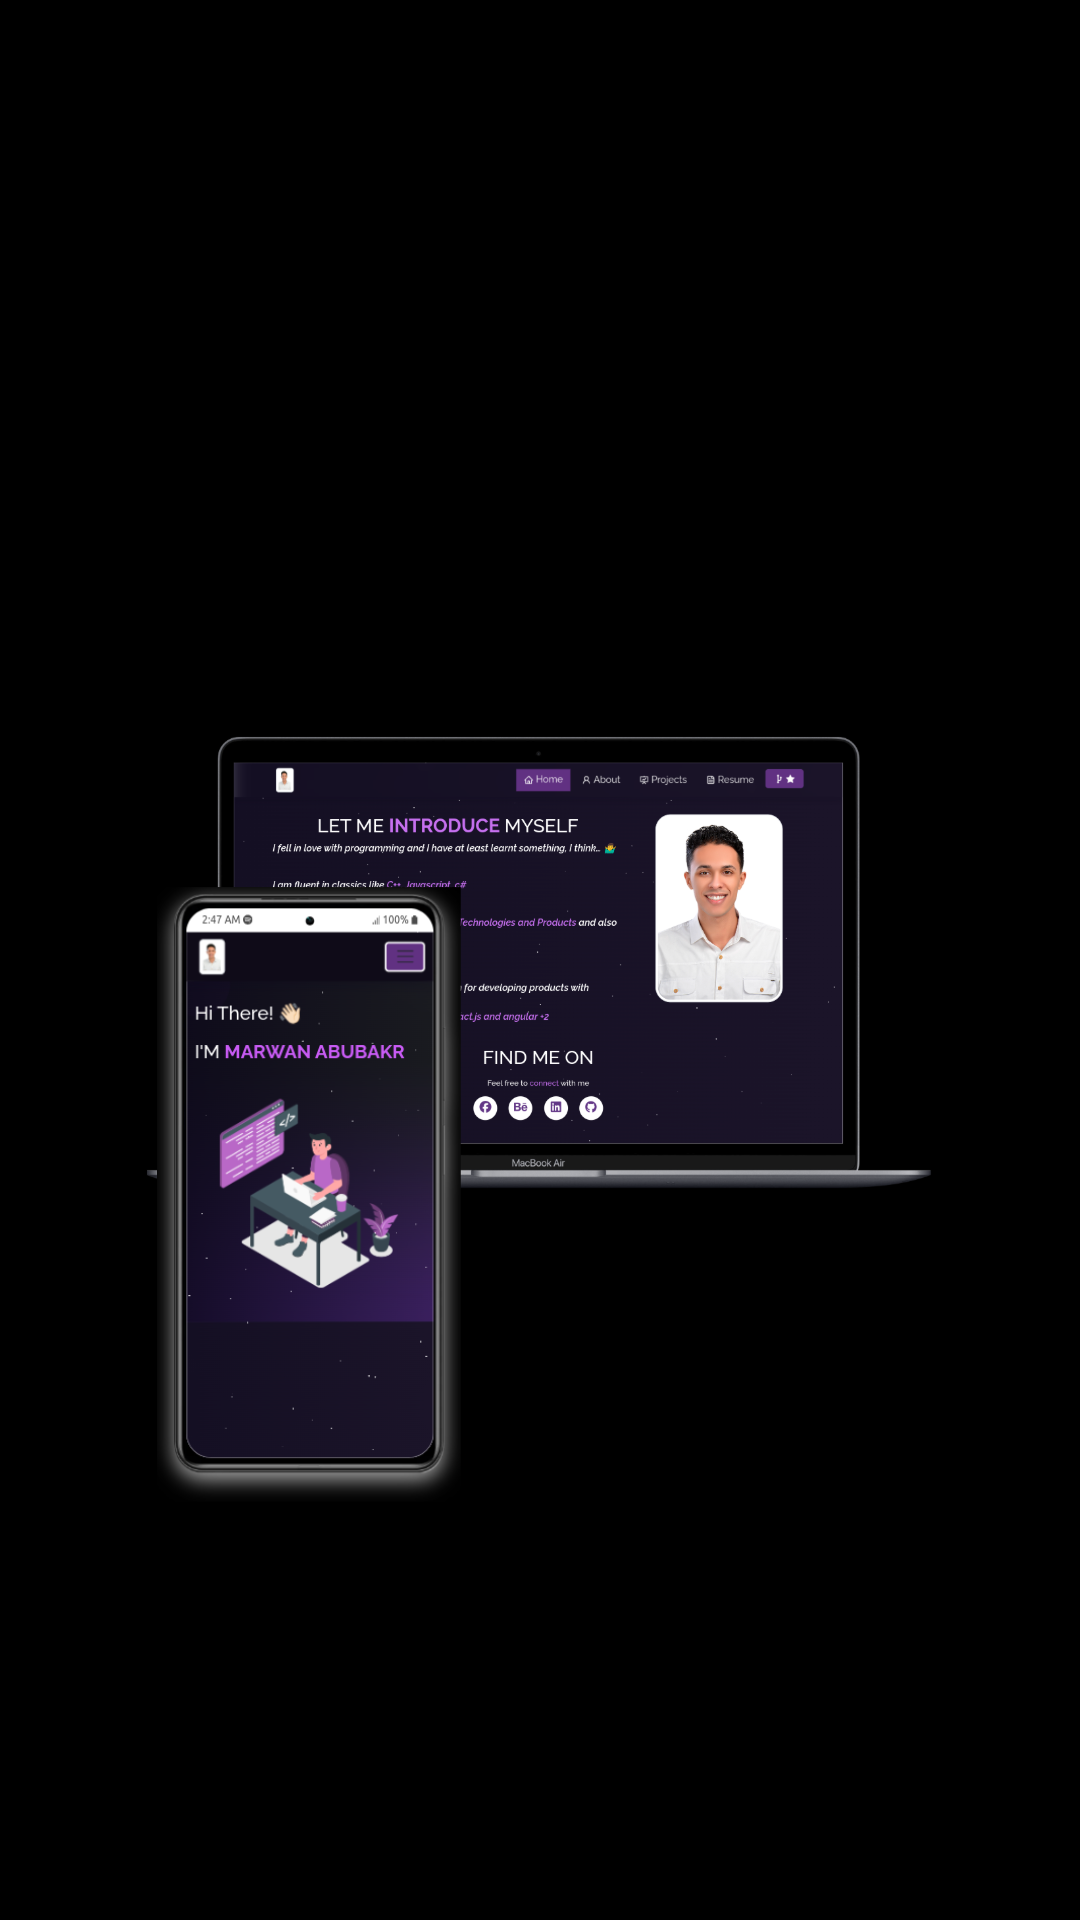 Home About Projects Resume
LET ME INTRODUCE MYSELF
I fell in love with programming and I have at least learnt something, I think…
I am fluent in classics like C++, Javascript, c#
Technologies and Products and also
for developing products with
act.js and angular +2
FIND ME ON
Feel free to connect with me
Bē
MacBook Air
2:47 AM 100%
Hi There!
I'M MARWAN ABUBAKR